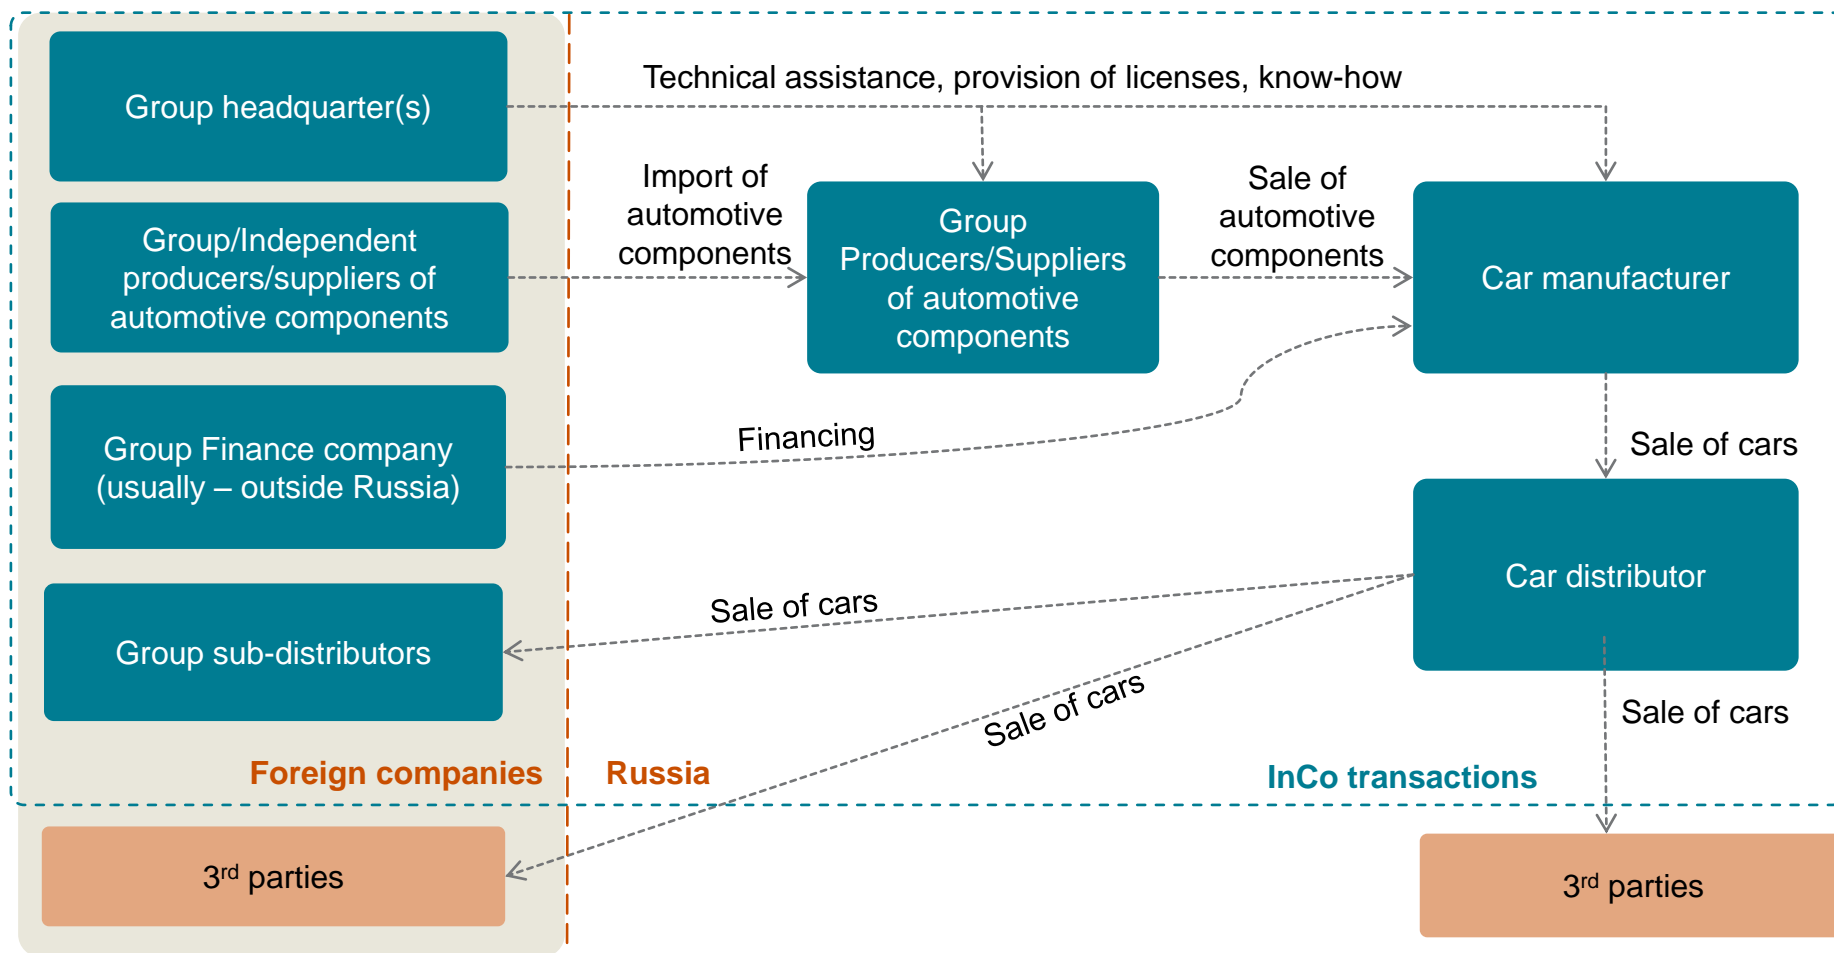 Group headquarter(s)
Technical assistance, provision of licenses, know-how
Group/Independent
producers/suppliers of
automotive components
Import of
automotive
components
Group
Producers/Suppliers
of automotive
components
Sale of
automotive
components
Car manufacturer
Group Finance company
(usually – outside Russia)
Financing
Sale of cars
Car distributor
Group sub-distributors
Sale of cars
Sale of cars
Sale of cars
Foreign companies
Russia
InCo transactions
3rd parties
3rd parties